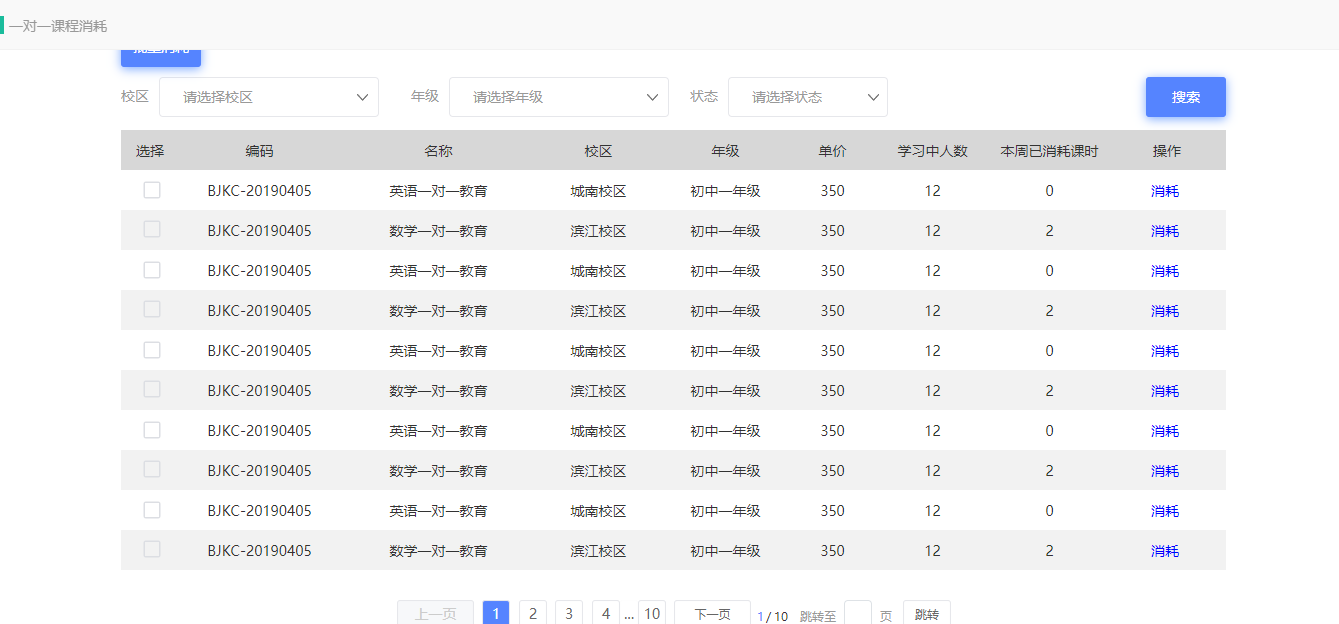 一对一课程消耗
批量消耗
校区 请选择校区 年级 请选择年级 状态 请选择状态 搜索
选择 编码 名称 校区 年级 单价 学习中人数 本周已消耗课时 操作
BJKC-20190405 英语一对一教育 城南校区 初中一年级 350 12 0 消耗
BJKC-20190405 数学一对一教育 滨江校区 初中一年级 350 12 2 消耗
BJKC-20190405 英语一对一教育 城南校区 初中一年级 350 12 0 消耗
BJKC-20190405 数学一对一教育 滨江校区 初中一年级 350 12 2 消耗
BJKC-20190405 英语一对一教育 城南校区 初中一年级 350 12 0 消耗
BJKC-20190405 数学一对一教育 滨江校区 初中一年级 350 12 2 消耗
BJKC-20190405 英语一对一教育 城南校区 初中一年级 350 12 0 消耗
BJKC-20190405 数学一对一教育 滨江校区 初中一年级 350 12 2 消耗
BJKC-20190405 英语一对一教育 城南校区 初中一年级 350 12 0 消耗
BJKC-20190405 数学一对一教育 滨江校区 初中一年级 350 12 2 消耗
上一页 1 2 3 4 ... 10 下一页 1 / 10 跳转至 页 跳转